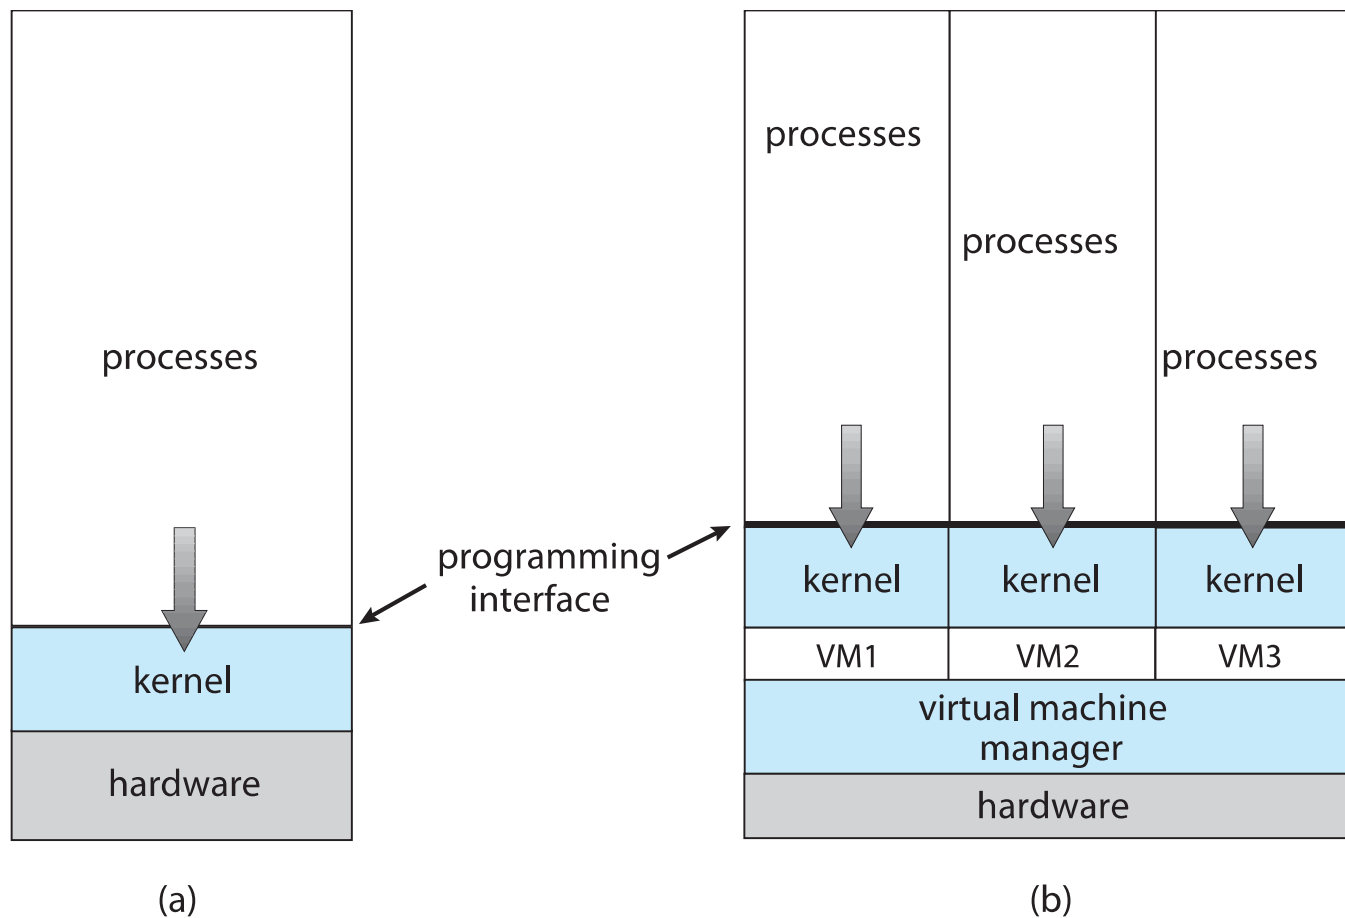 processes
kernel
hardware
(a)
programming
interface
processes
processes
processes
kernel
kernel
kernel
VM1
VM2
VM3
virtual machine
manager
hardware
(b)